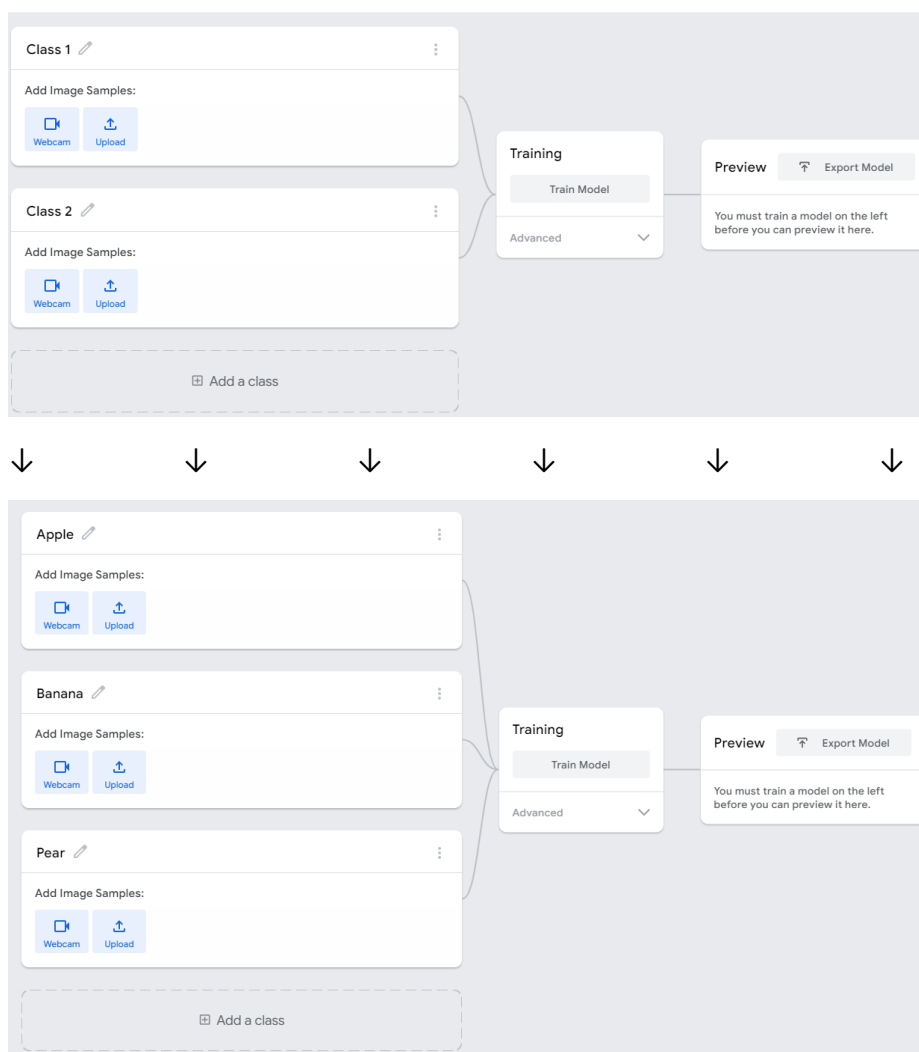 Class 1
Add Image Samples:
Webcam Upload
Class 2
Add Image Samples:
Webcam Upload
Add a class
Training
Train Model
Advanced
Preview Export Model
You must train a model on the left
before you can preview it here.
Apple
Add Image Samples:
Webcam Upload
Banana
Add Image Samples:
Webcam Upload
Pear
Add Image Samples:
Webcam Upload
Add a class
Training
Train Model
Advanced
Preview Export Model
You must train a model on the left
before you can preview it here.